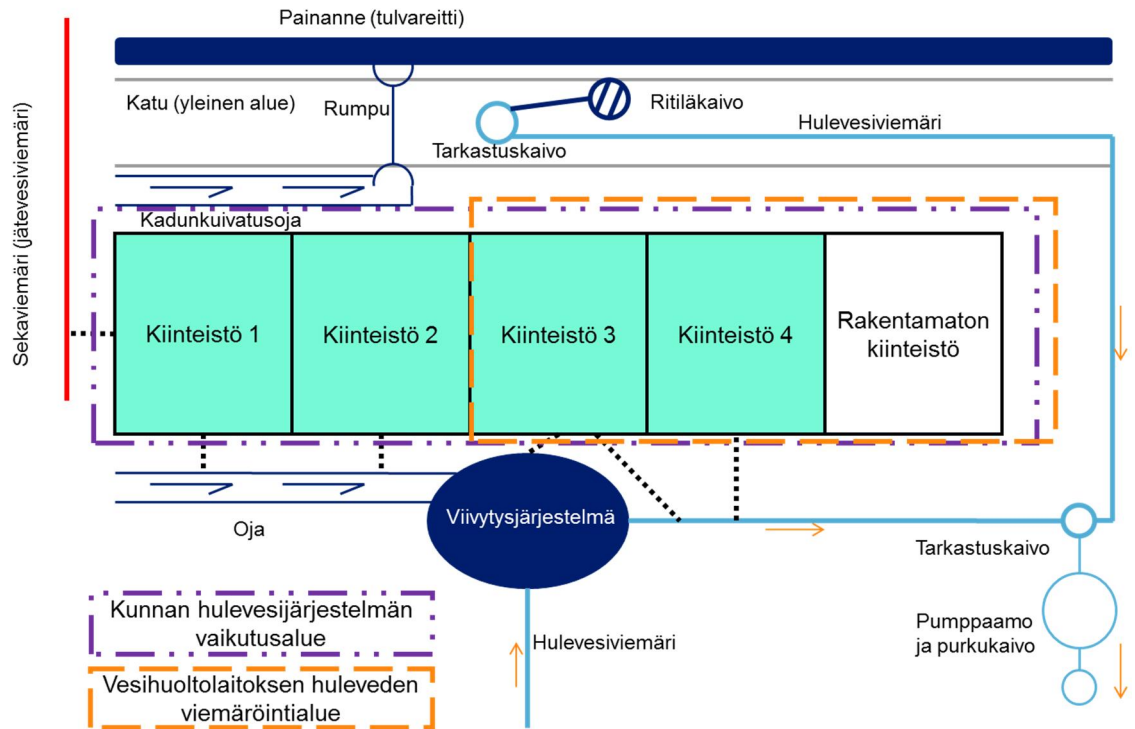 Painanne (tulvareitti)
Sekaviemäri (jätevesiviemäri)
Katu (yleinen alue)
Rumpu
Ritiläkaivo
Hulevesiviemäri
Tarkastuskaivo
Kadunkuivatusoja
Kiinteistö 1
Kiinteistö 2
Kiinteistö 3
Kiinteistö 4
Rakentamaton
kiinteistö
Viivytysjärjestelmä
Oja
Tarkastuskaivo
Kunnan hulevesijärjestelmän
vaikutusalue
Hulevesiviemäri
Pumppaamo
ja purkukaivo
Vesihuoltolaitoksen huleveden
viemäröintialue